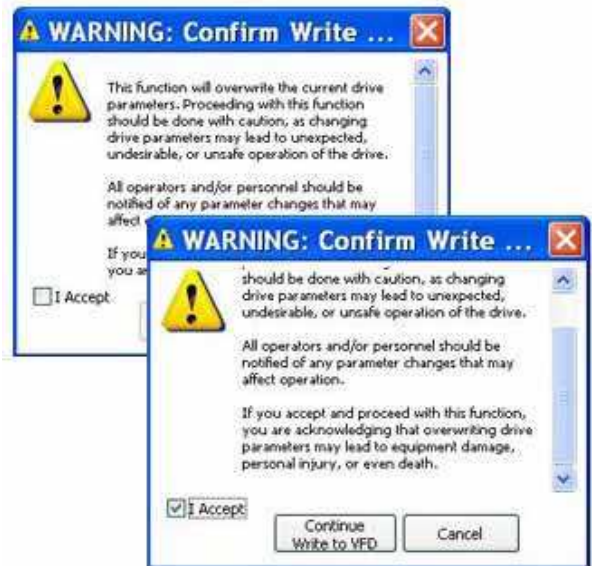 WARNING: Confirm Write ...
This function will overwrite the current drive
parameters. Proceeding with this function
should be done with caution, as changing
drive parameters may lead to unexpected,
undesirable, or unsafe operation of the drive.
All operators and/or personnel should be
notified of any parameter changes that may
affect
If you
you
I Accept
WARNING: Confirm Write ...
should be done with caution, as changing
drive parameters may lead to unexpected,
undesirable, or unsafe operation of the drive.
All operators and/or personnel should be
notified of any parameter changes that may
affect operation.
If you accept and proceed with this function,
you are acknowledging that overwriting drive
parameters may lead to equipment damage,
personal injury, or even death.
I Accept
Continue
Write to VFD
Cancel